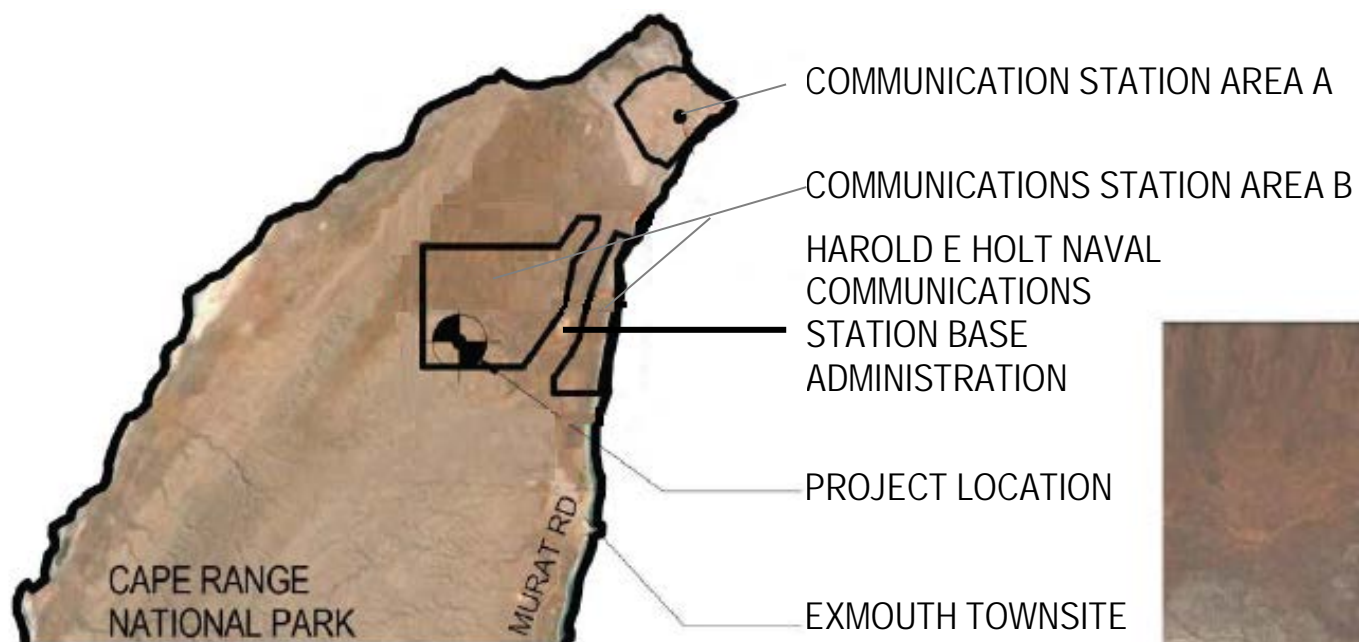 COMMUNICATION STATION AREA A
COMMUNICATIONS STATION AREA B
HAROLD E HOLT NAVAL
COMMUNICATIONS
STATION BASE
ADMINISTRATION
PROJECT LOCATION
MURAT RD
CAPE RANGE
NATIONAL PARK
EXMOUTH TOWNSITE